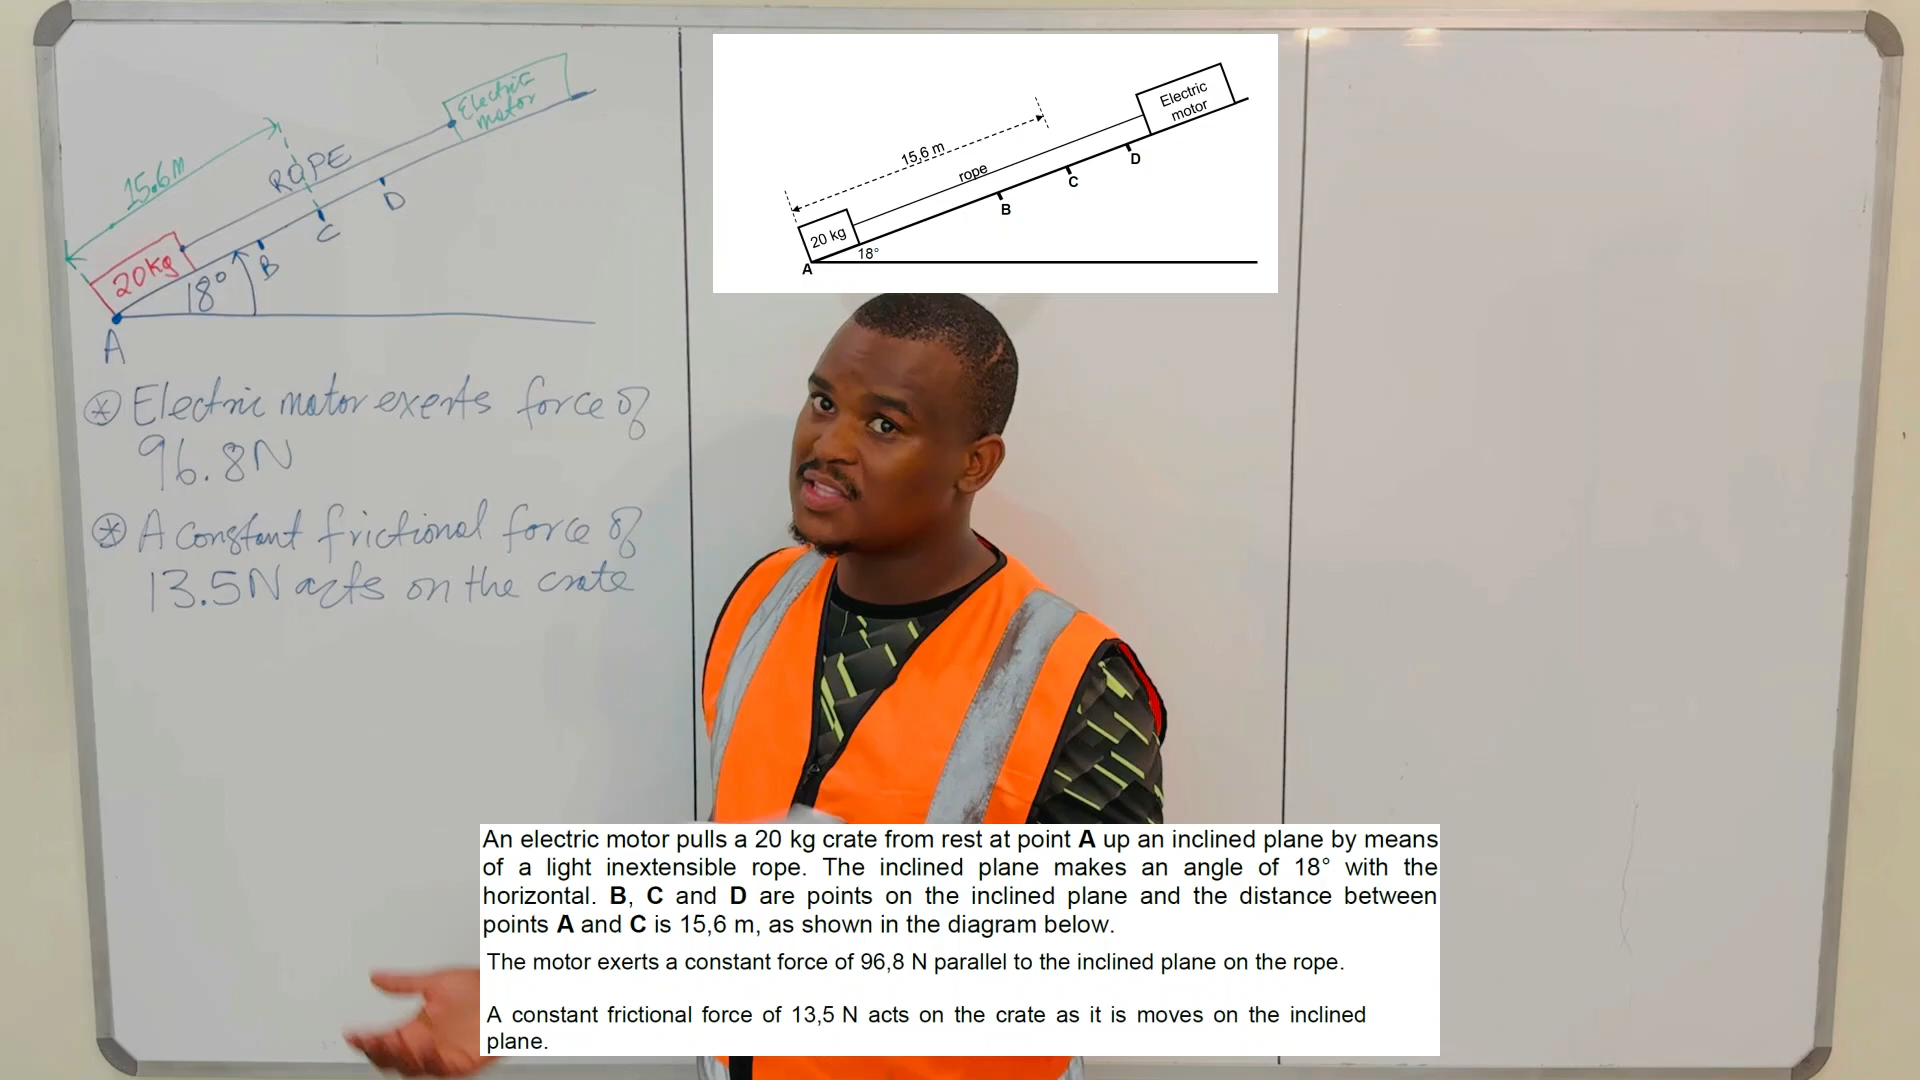 Electric
motor
15.6m
ROPE
D
C
B
20kg
18°
A
⊛ Electric motor exerts force of
96.8N
⊛ A constant frictional force of
13.5N acts on the crate
Electric
motor
15,6 m
rope
D
C
B
20 kg
18°
A
An electric motor pulls a 20 kg crate from rest at point A up an inclined plane by means
of a light inextensible rope. The inclined plane makes an angle of 18° with the
horizontal. B, C and D are points on the inclined plane and the distance between
points A and C is 15,6 m, as shown in the diagram below.
The motor exerts a constant force of 96,8 N parallel to the inclined plane on the rope.
A constant frictional force of 13,5 N acts on the crate as it is moves on the inclined
plane.